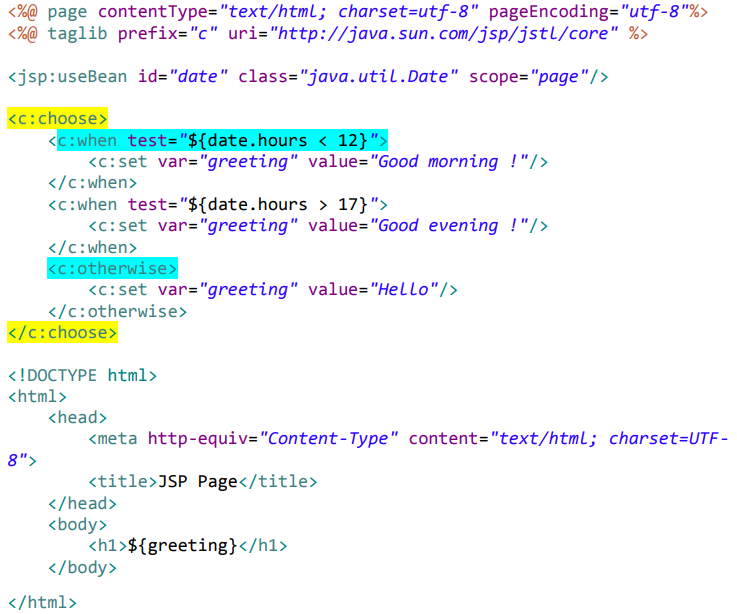 <%@ page contentType="text/html; charset=utf-8" pageEncoding="utf-8"%>
<%@ taglib prefix="c" uri="http://java.sun.com/jsp/jstl/core" %>
<jsp:useBean id="date" class="java.util.Date" scope="page"/>
<c:choose>
    <c:when test="${date.hours < 12}">
        <c:set var="greeting" value="Good morning !"/>
    </c:when>
    <c:when test="${date.hours > 17}">
        <c:set var="greeting" value="Good evening !"/>
    </c:when>
    <c:otherwise>
        <c:set var="greeting" value="Hello"/>
    </c:otherwise>
</c:choose>
<!DOCTYPE html>
<html>
    <head>
        <meta http-equiv="Content-Type" content="text/html; charset=UTF-
8">
        <title>JSP Page</title>
    </head>
    <body>
        <h1>${greeting}</h1>
    </body>
</html>